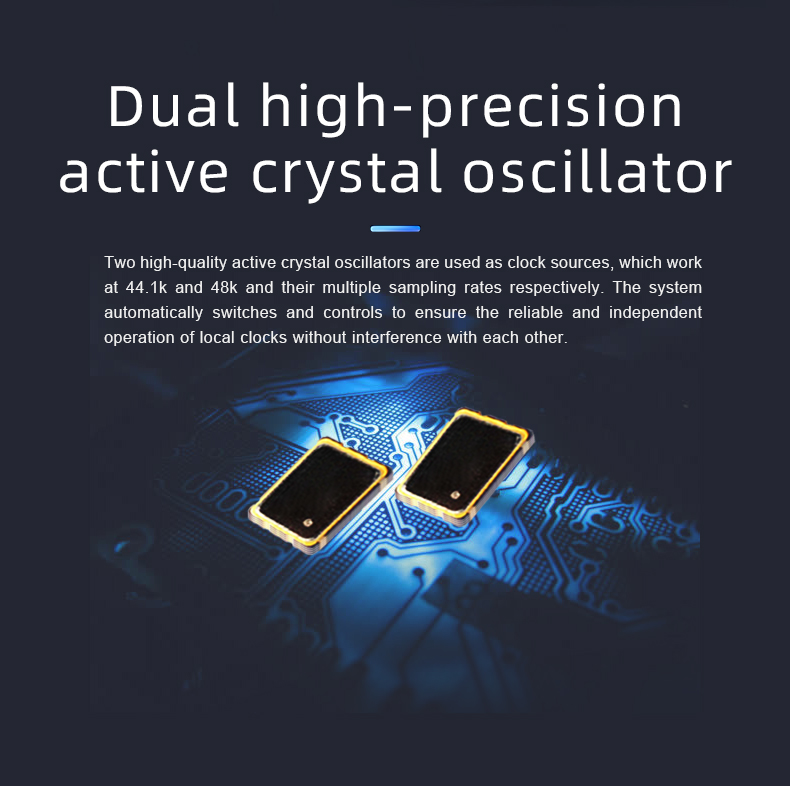 Dual high-precision
active crystal oscillator
Two high-quality active crystal oscillators are used as clock sources, which work
at 44.1k and 48k and their multiple sampling rates respectively. The system
automatically switches and controls to ensure the reliable and independent
operation of local clocks without interference with each other.